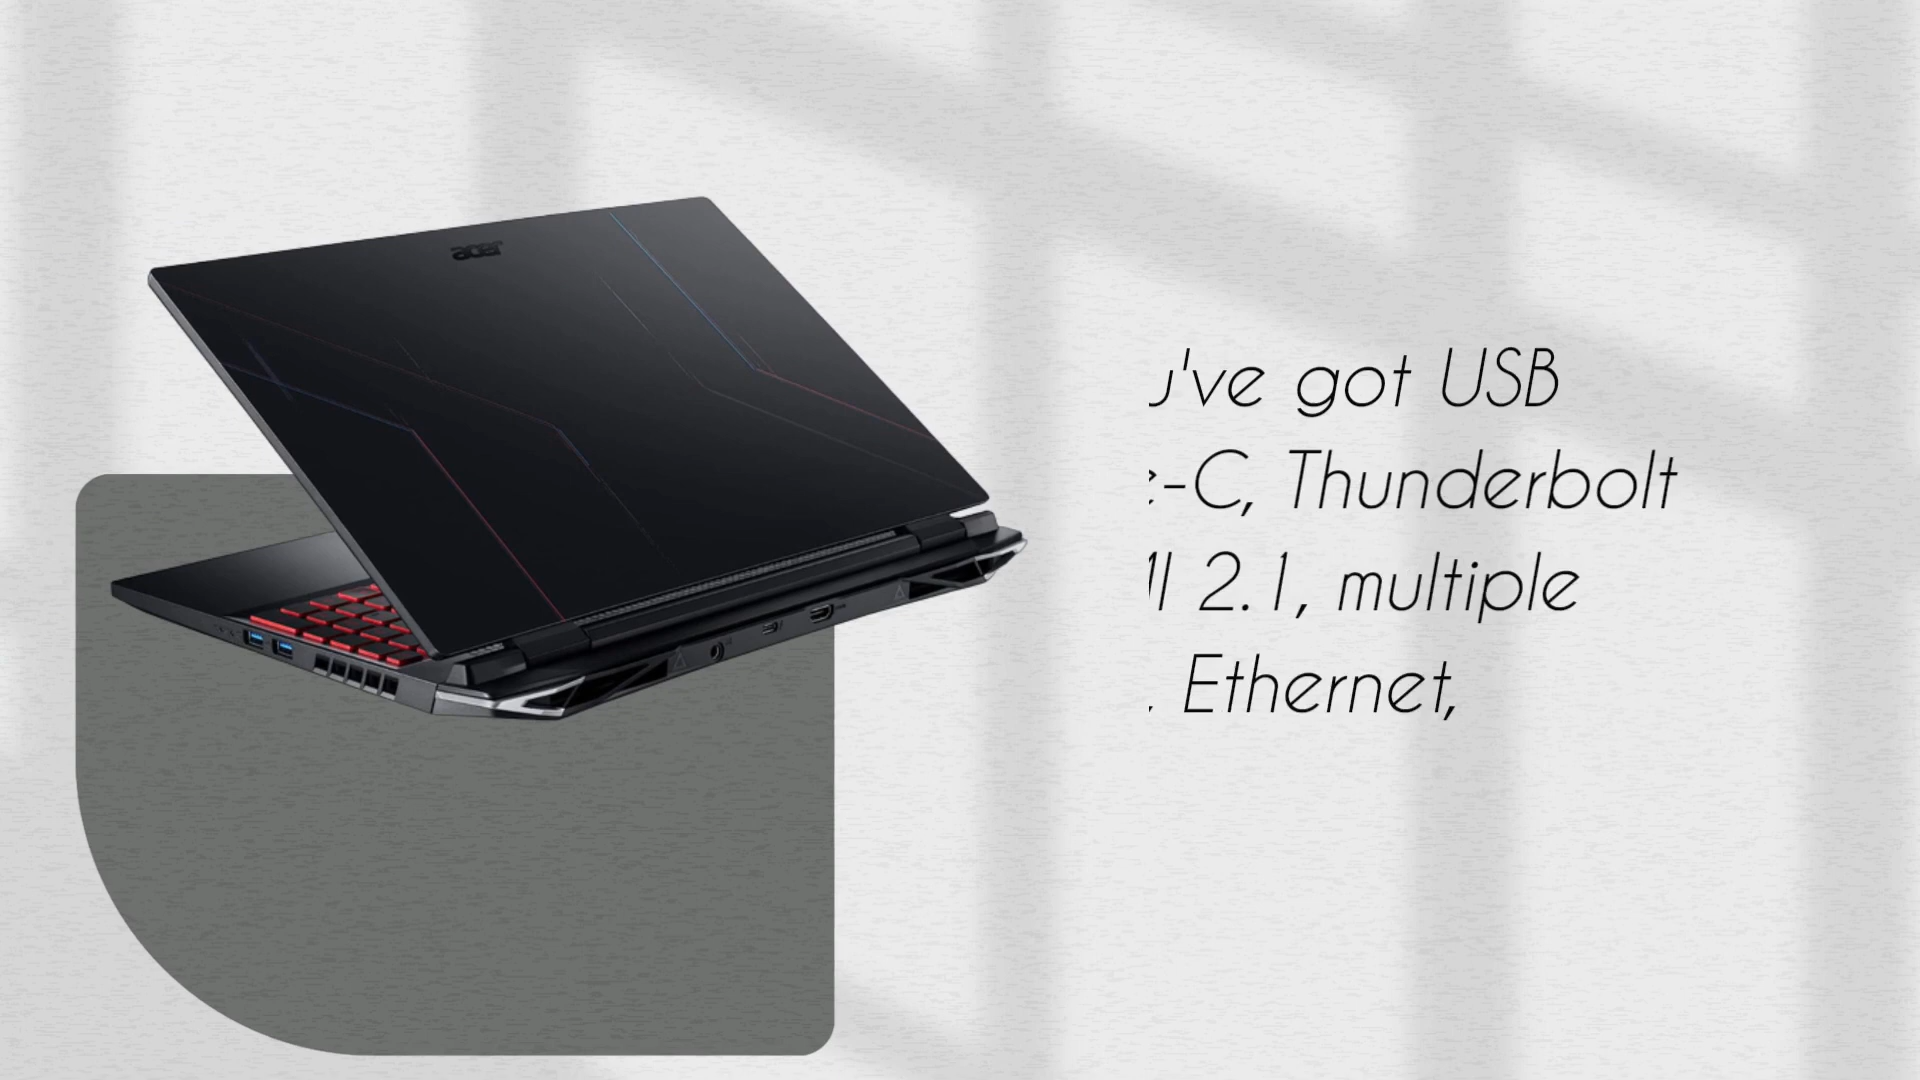 acer
've got USB
-C, Thunderbolt
2.1, multiple
Ethernet,